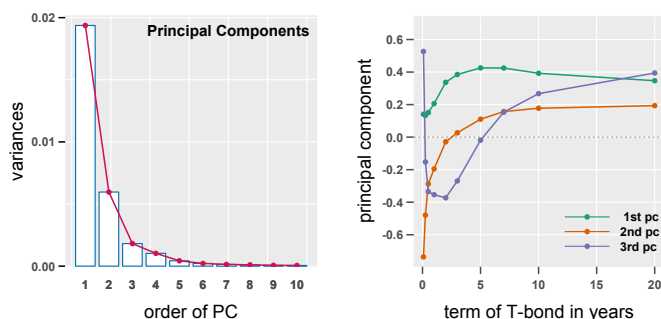 Principal Components
0.02
0.01
0.00
variances
1 2 3 4 5 6 7 8 9 10
order of PC
0.6
0.4
0.2
0.0
-0.2
-0.4
-0.6
principal component
1st pc
2nd pc
3rd pc
0 5 10 15 20
term of T-bond in years